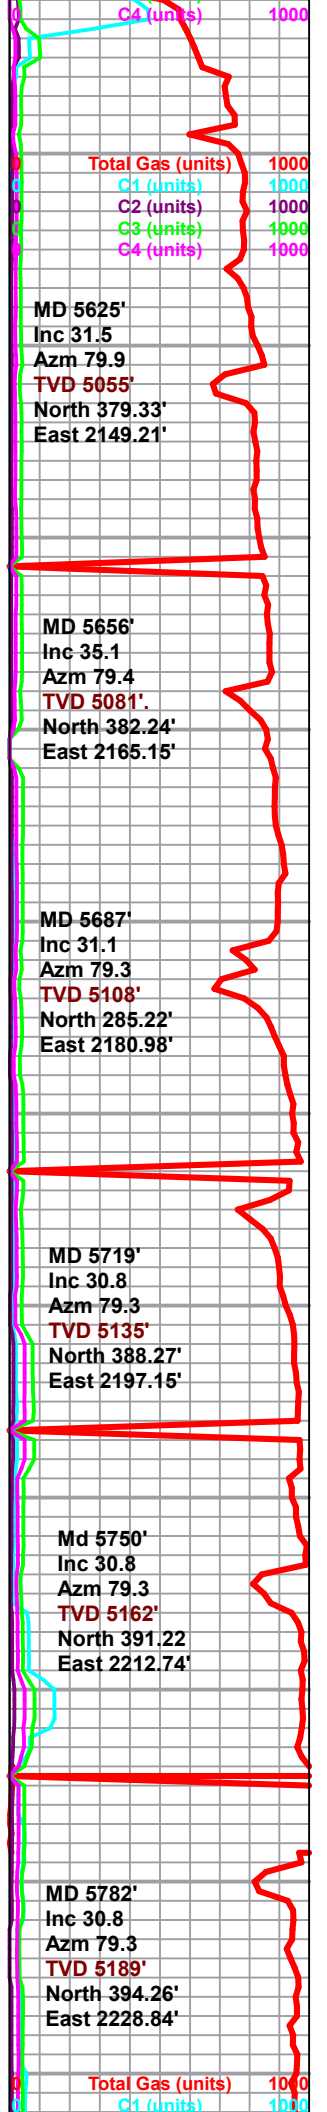 0 C4 (units) 1000
0 Total Gas (units) 1000
0 C1 (units) 1000
0 C2 (units) 1000
0 C3 (units) 1000
0 C4 (units) 1000
MD 5625'
Inc 31.5
Azm 79.9
TVD 5055'
North 379.33'
East 2149.21'
MD 5656'
Inc 35.1
Azm 79.4
TVD 5081'.
North 382.24'
East 2165.15'
MD 5687'
Inc 31.1
Azm 79.3
TVD 5108'
North 285.22'
East 2180.98'
MD 5719'
Inc 30.8
Azm 79.3
TVD 5135'
North 388.27'
East 2197.15'
Md 5750'
Inc 30.8
Azm 79.3
TVD 5162'
North 391.22
East 2212.74'
MD 5782'
Inc 30.8
Azm 79.3
TVD 5189'
North 394.26'
East 2228.84'
0 Total Gas (units) 1000
0 C1 (units) 1000